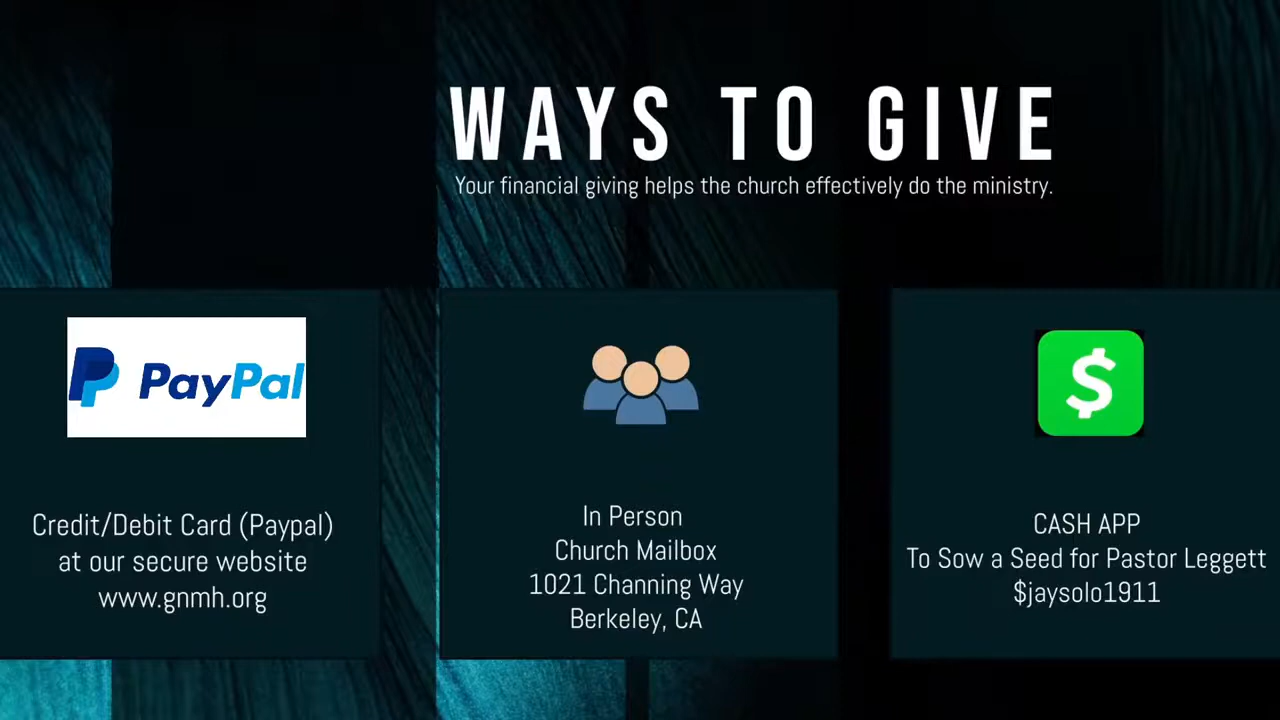 WAYS TO GIVE
Your financial giving helps the church effectively do the ministry.
PayPal
Credit/Debit Card (Paypal)
at our secure website
www.gnmh.org
In Person
Church Mailbox
1021 Channing Way
Berkeley, CA
$
CASH APP
To Sow a Seed for Pastor Leggett
$jaysolo1911